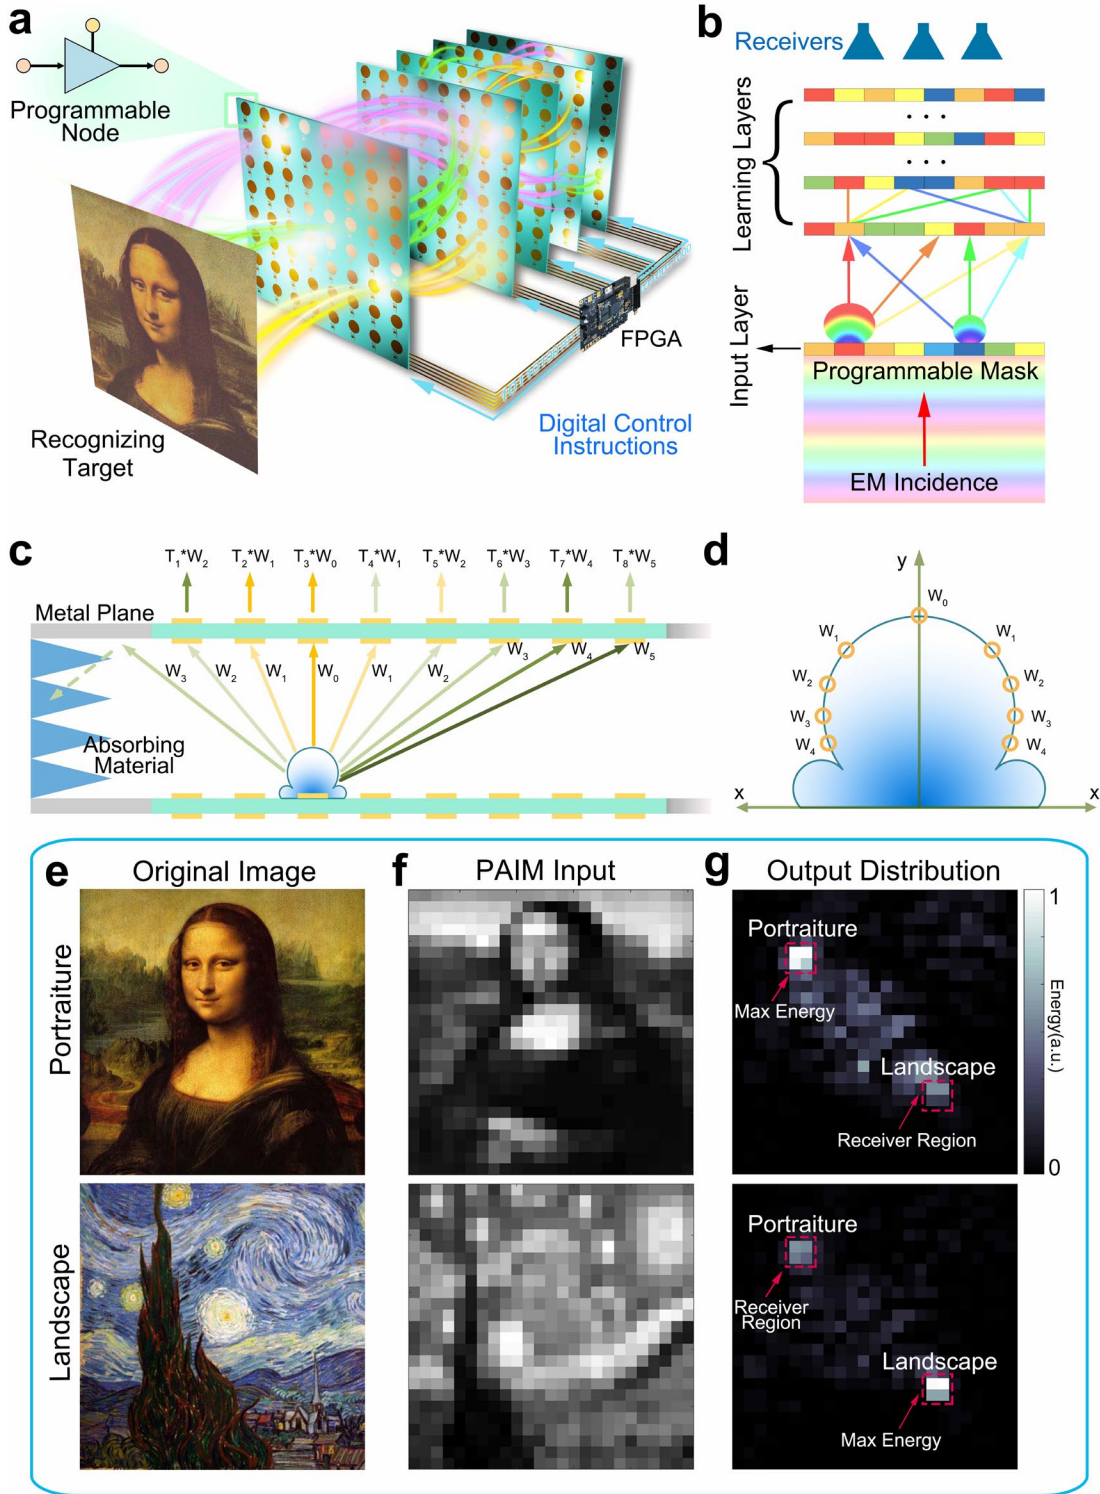 a
Programmable
Node
Recognizing
Target
FPGA
Digital Control
Instructions
b
Receivers
Learning Layers
. . .
. . .
Input Layer
Programmable Mask
EM Incidence
c
T1*W2 T2*W1 T3*W0 T4*W1 T5*W2 T6*W3 T7*W4 T8*W5
Metal Plane
W3 W2 W1 W0 W1 W2 W3 W4 W5
Absorbing
Material
d
y
W0
W1 W1
W2 W2
W3 W3
W4 W4
x x
e Original Image
f PAIM Input
g Output Distribution
Portraiture
Portraiture
Max Energy
Landscape
Receiver Region
1
Energy(a.u.)
0
Landscape
Portraiture
Receiver
Region
Landscape
Max Energy